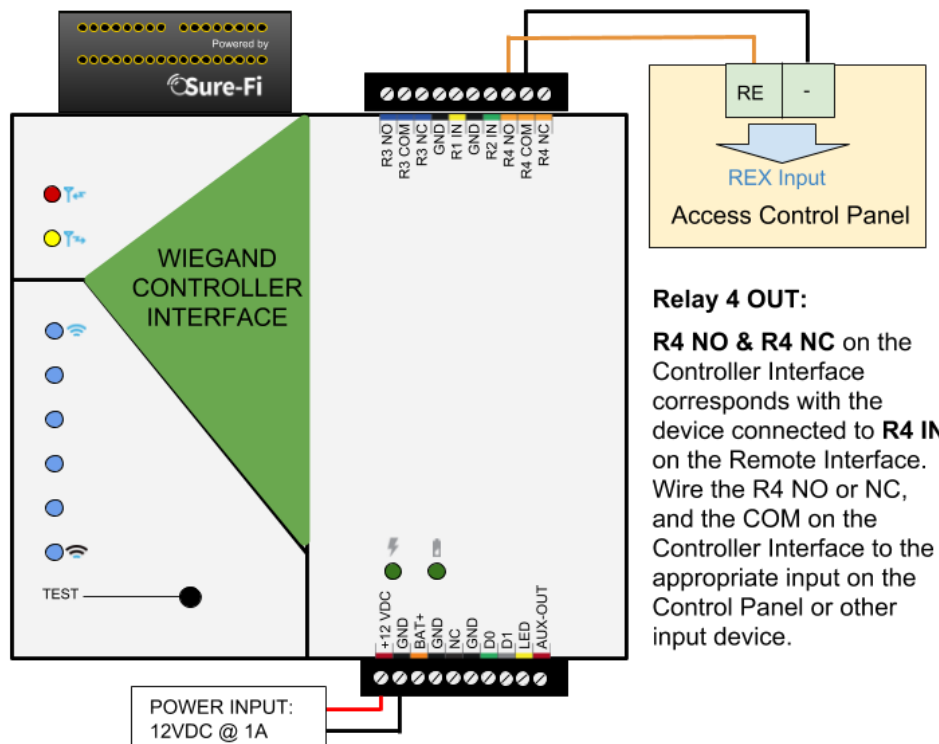 Powered by
Sure-Fi
R3 NO
R3 COM
R3 NC
GND
R1 IN
GND
R2 IN
R4 NO
R4 COM
R4 NC
RE
-
REX Input
Access Control Panel
WIEGAND
CONTROLLER
INTERFACE
Relay 4 OUT:
R4 NO & R4 NC on the
Controller Interface
corresponds with the
device connected to R4 IN
on the Remote Interface.
Wire the R4 NO or NC,
and the COM on the
Controller Interface to the
appropriate input on the
Control Panel or other
input device.
TEST
+12 VDC
GND
BAT+
GND
NC
GND
D0
D1
LED
AUX-OUT
POWER INPUT:
12VDC @ 1A